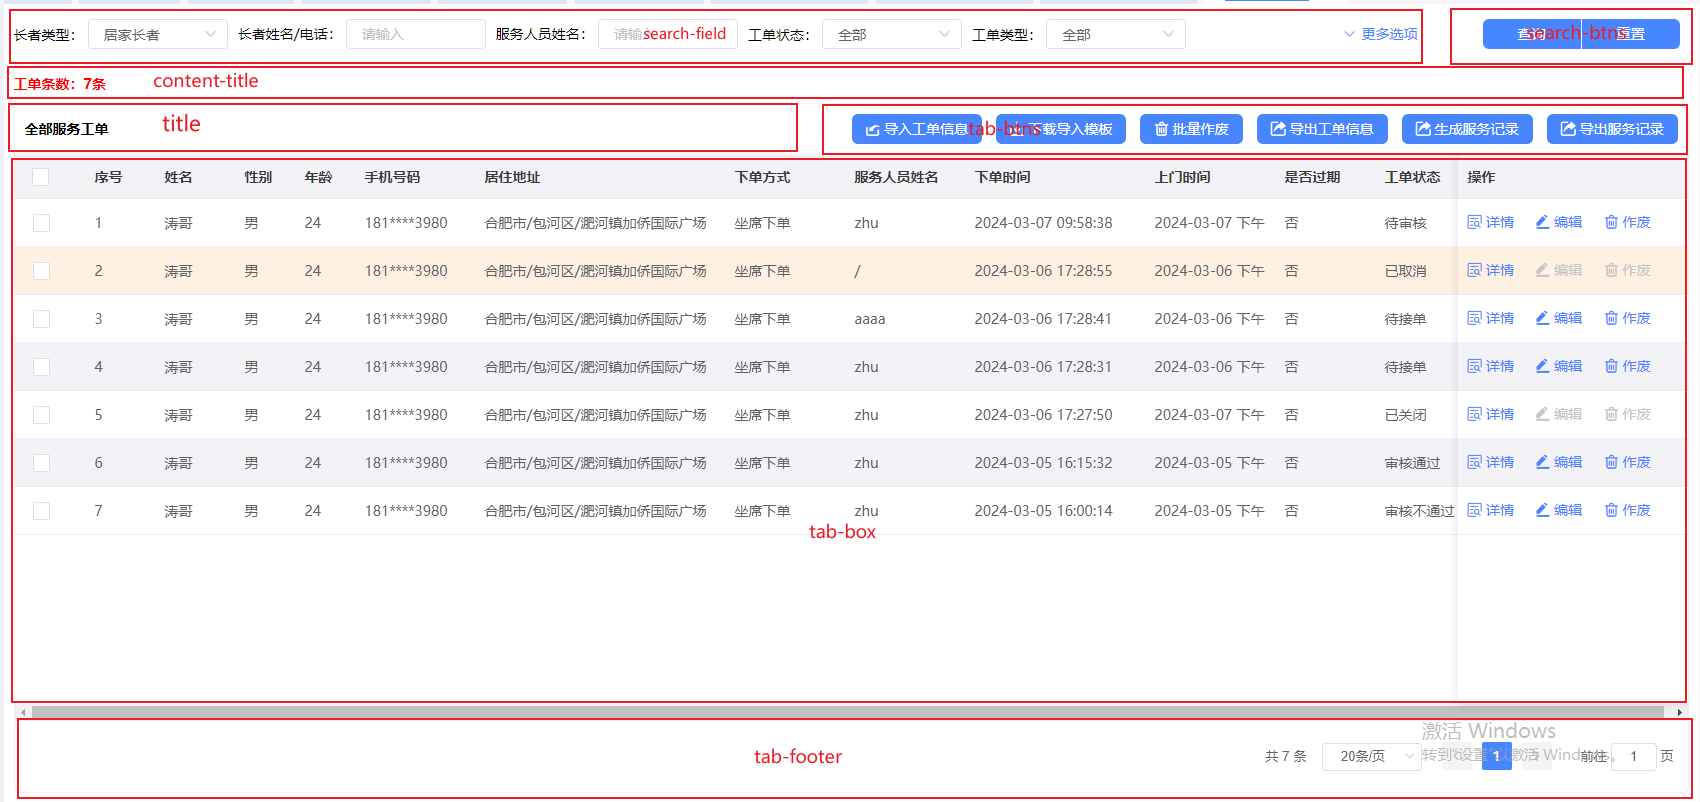 长者类型： 居家长者 长者姓名/电话： 请输入 服务人员姓名： 请输 search-field 工单状态： 全部 工单类型： 全部 更多选项 查询 search-btns 重置
工单条数：7条 content-title
全部服务工单 title 导入工单信息 tab-btns 下载导入模板 批量作废 导出工单信息 生成服务记录 导出服务记录
序号 姓名 性别 年龄 手机号码 居住地址 下单方式 服务人员姓名 下单时间 上门时间 是否过期 工单状态 操作
1 涛哥 男 24 181****3980 合肥市/包河区/淝河镇加侨国际广场 坐席下单 zhu 2024-03-07 09:58:38 2024-03-07 下午 否 待审核 详情 编辑 作废
2 涛哥 男 24 181****3980 合肥市/包河区/淝河镇加侨国际广场 坐席下单 / 2024-03-06 17:28:55 2024-03-06 下午 否 已取消 详情 编辑 作废
3 涛哥 男 24 181****3980 合肥市/包河区/淝河镇加侨国际广场 坐席下单 aaaa 2024-03-06 17:28:41 2024-03-06 下午 否 待接单 详情 编辑 作废
4 涛哥 男 24 181****3980 合肥市/包河区/淝河镇加侨国际广场 坐席下单 zhu 2024-03-06 17:28:31 2024-03-06 下午 否 待接单 详情 编辑 作废
5 涛哥 男 24 181****3980 合肥市/包河区/淝河镇加侨国际广场 坐席下单 zhu 2024-03-06 17:27:50 2024-03-07 下午 否 已关闭 详情 编辑 作废
6 涛哥 男 24 181****3980 合肥市/包河区/淝河镇加侨国际广场 坐席下单 zhu 2024-03-05 16:15:32 2024-03-05 下午 否 审核通过 详情 编辑 作废
7 涛哥 男 24 181****3980 合肥市/包河区/淝河镇加侨国际广场 坐席下单 zhu 2024-03-05 16:00:14 2024-03-05 下午 否 审核不通过 详情 编辑 作废
tab-box
激活 Windows
tab-footer 共 7 条 20条/页 1 前往 1 页
转到"设置"以激活 Windows。